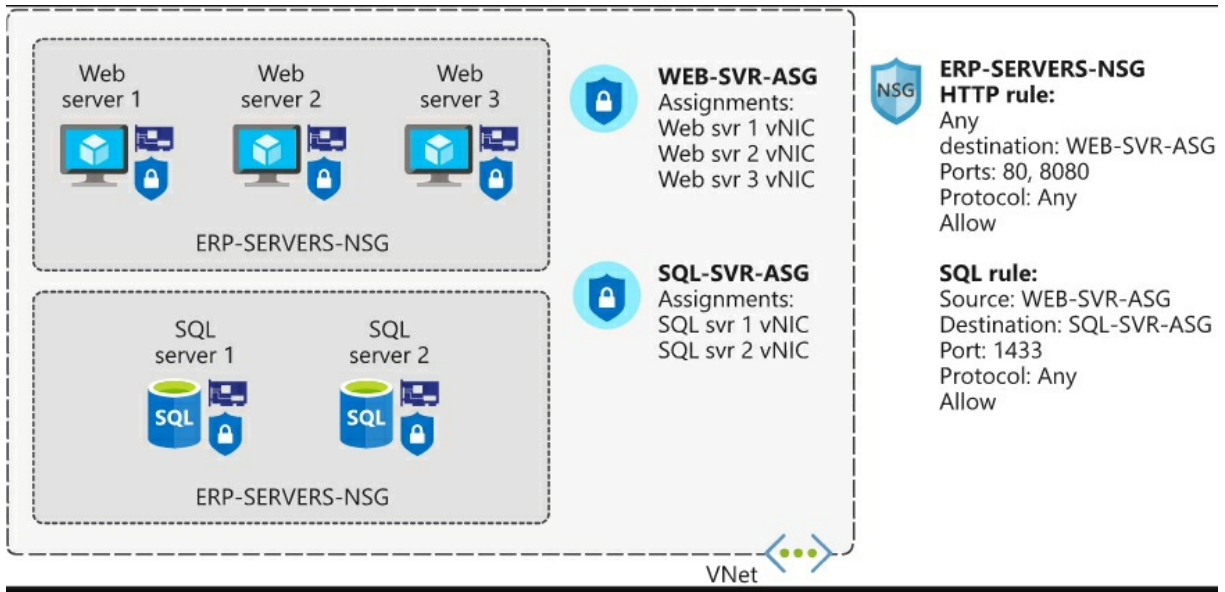 Web
server 1
Web
server 2
Web
server 3
ERP-SERVERS-NSG
SQL
server 1
SQL
server 2
SQL
SQL
ERP-SERVERS-NSG
WEB-SVR-ASG
Assignments:
Web svr 1 vNIC
Web svr 2 vNIC
Web svr 3 vNIC
SQL-SVR-ASG
Assignments:
SQL svr 1 vNIC
SQL svr 2 vNIC
VNet
NSG
ERP-SERVERS-NSG
HTTP rule:
Any
destination: WEB-SVR-ASG
Ports: 80, 8080
Protocol: Any
Allow
SQL rule:
Source: WEB-SVR-ASG
Destination: SQL-SVR-ASG
Port: 1433
Protocol: Any
Allow